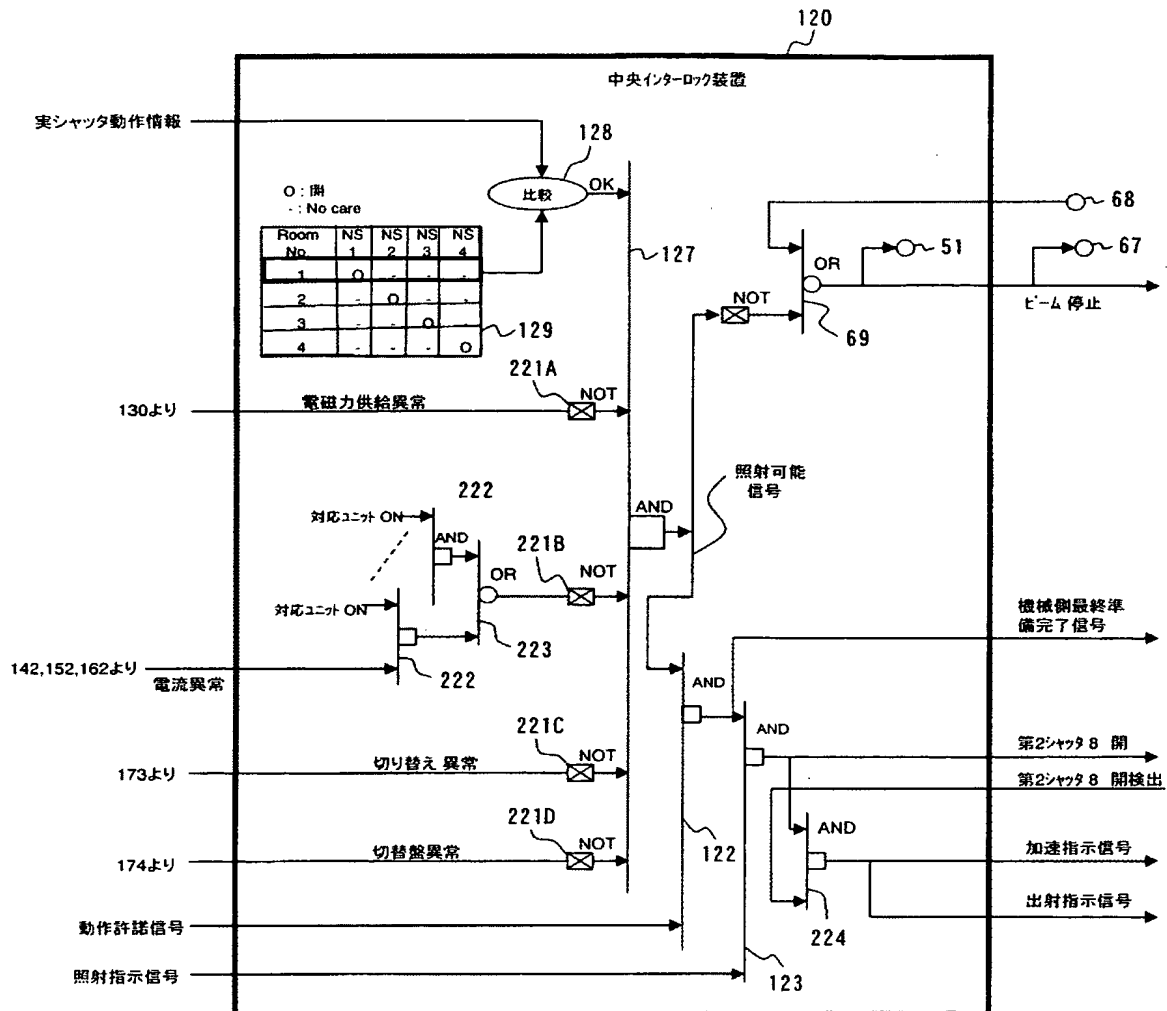 120
中央インターロック装置
実シャッタ動作情報
128
比較
OK
O : 開
- : No care
Room No. NS 1 NS 2 NS 3 NS 4
1 O - - -
2 - O - -
3 - - O -
4 - - - O
129
127
68
51
67
OR
NOT
69
ビーム 停止
130より
電磁力供給異常
221A
NOT
照射可能
信号
222
対応ユニット ON
AND
対応ユニット ON
OR
223
221B
NOT
AND
142,152,162より
電流異常
222
機械側最終準
備完了信号
AND
AND
173より
切り替え 異常
221C
NOT
第2シャッタ 8 開
第2シャッタ 8 開検出
174より
切替盤異常
221D
NOT
122
AND
加速指示信号
出射指示信号
224
動作許諾信号
照射指示信号
123